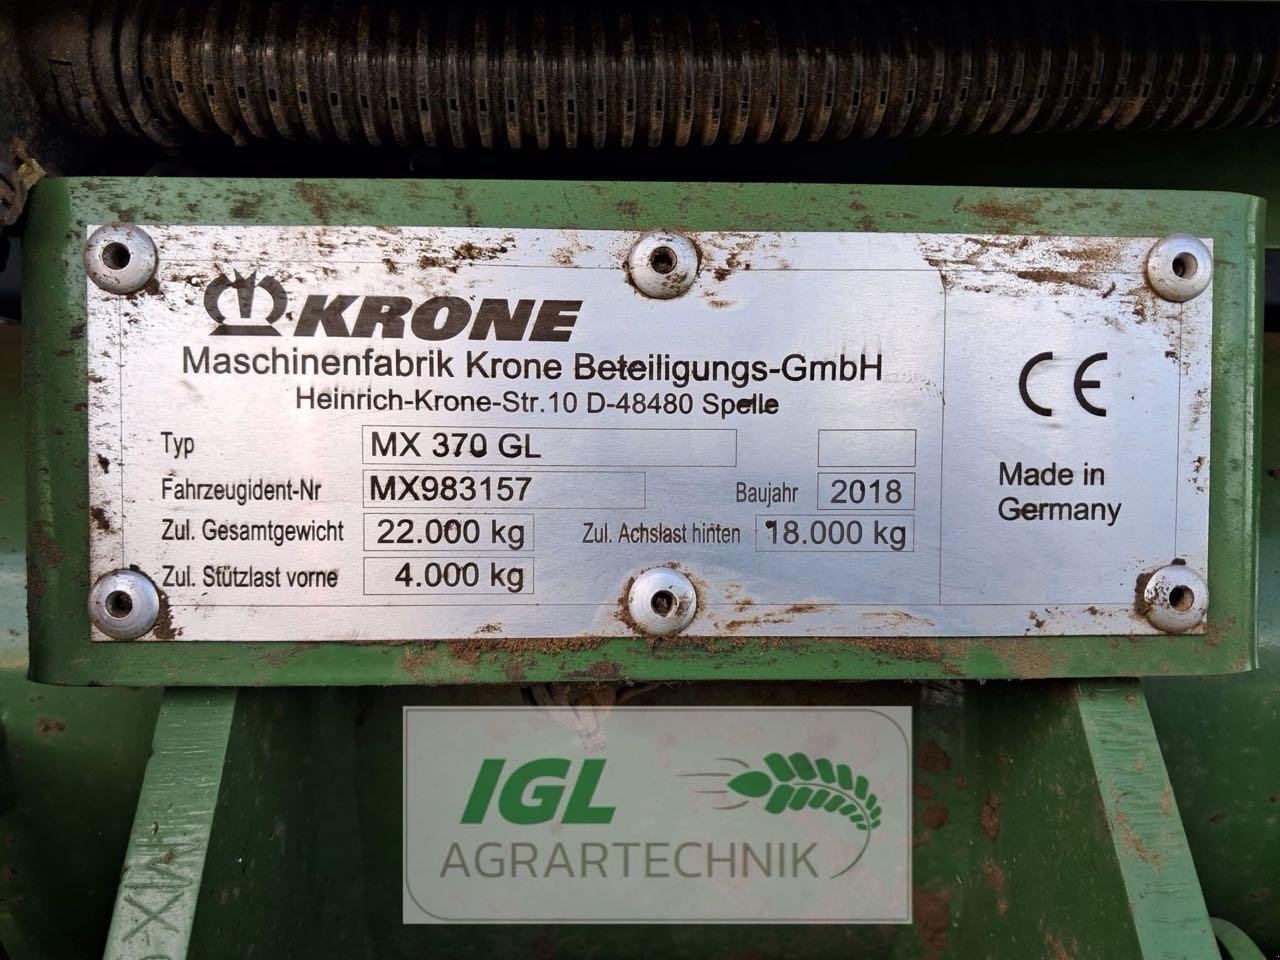 KRONE
Maschinenfabrik Krone Beteiligungs-GmbH
Heinrich-Krone-Str.10 D-48480 Spelle
Typ MX 370 GL
Fahrzeugident-Nr MX983157 Baujahr 2018
Zul. Gesamtgewicht 22.000 kg Zul. Achslast hinten 18.000 kg
Zul. Stützlast vorne 4.000 kg
CE
Made in
Germany
IGL
AGRARTECHNIK
MX